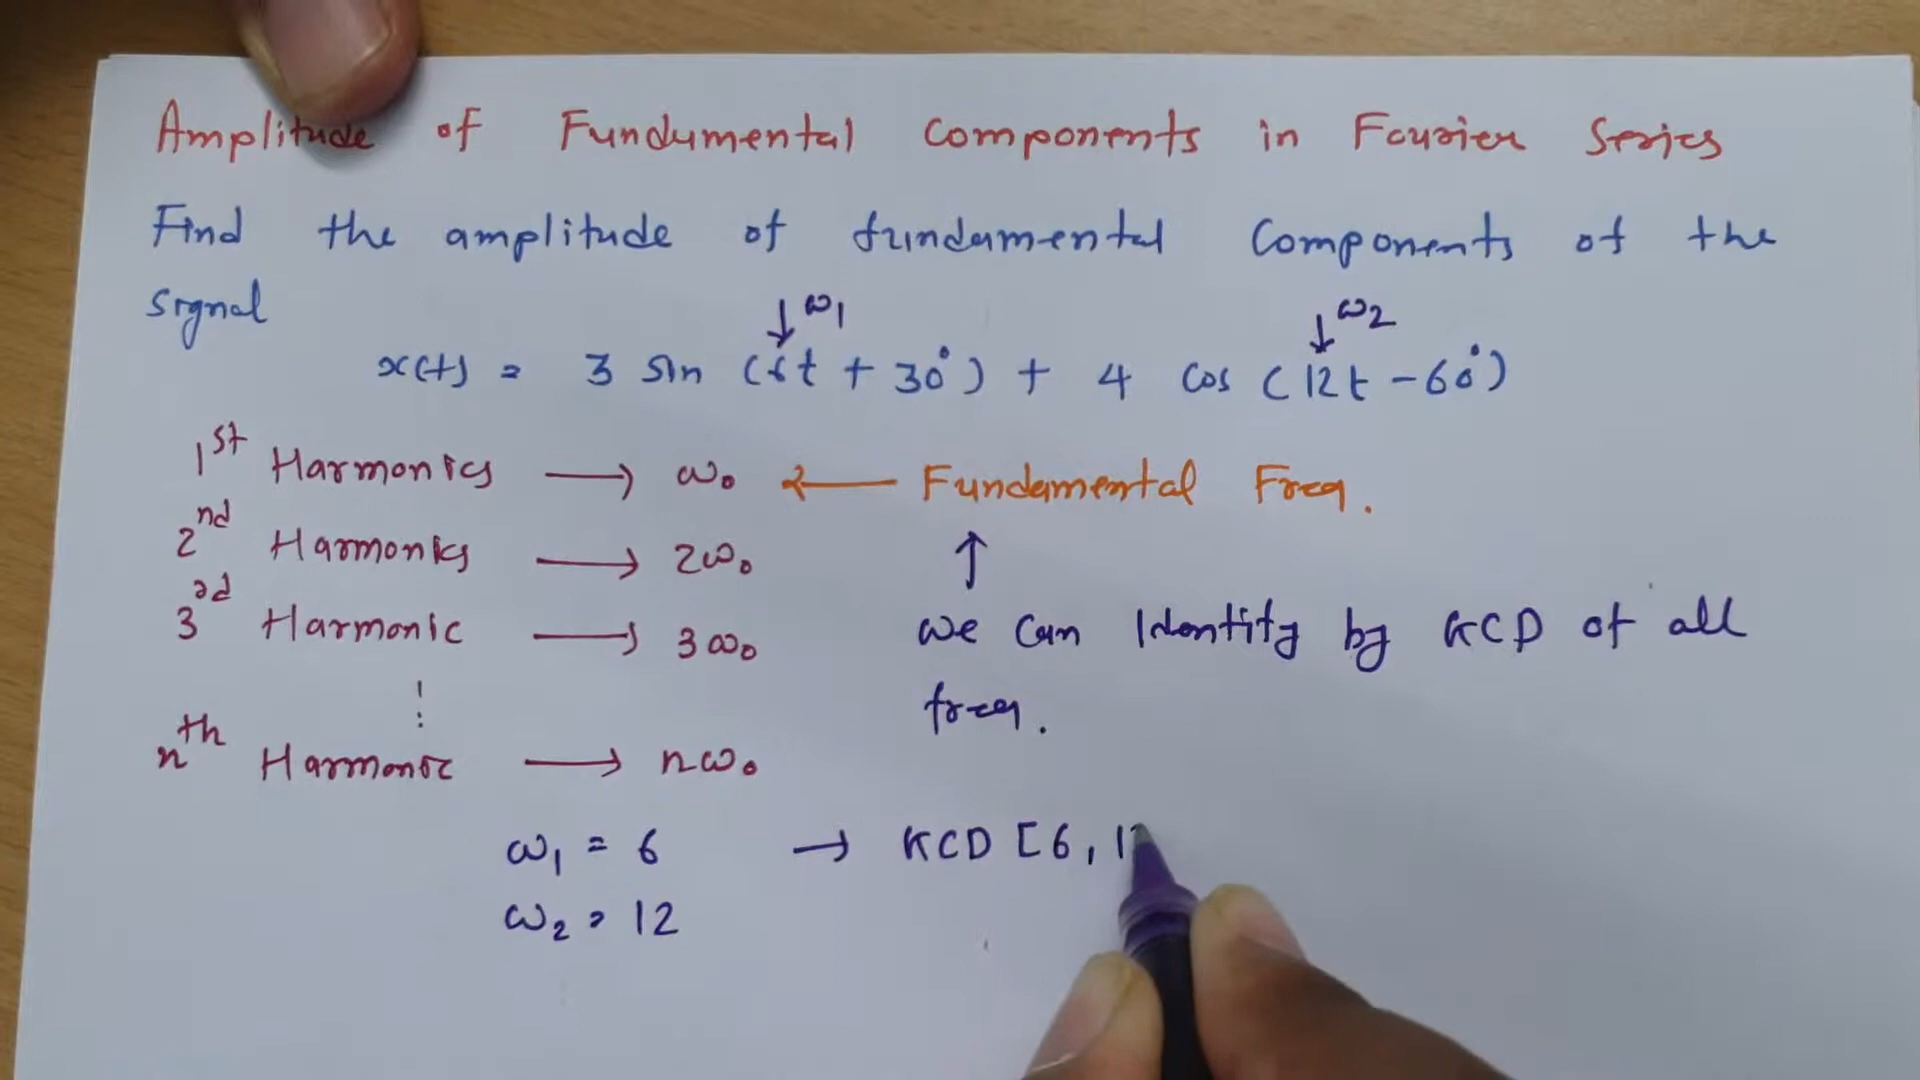 Amplitude of Fundumental Components in Fourier Series
Find the amplitude of fundamental Components of the
signal
↓ω1 ↓ω2
x(t) = 3 sin (6t + 30°) + 4 cos (12t - 60°)
1st Harmonics → ω0 ← Fundamental Freq.
2nd Harmonics → 2ω0 ↑
3rd Harmonic → 3ω0 we can Identify by GCD of all
freq.
nth Harmonic → nω0
ω1 = 6 → GCD [6, 12
ω2 = 12